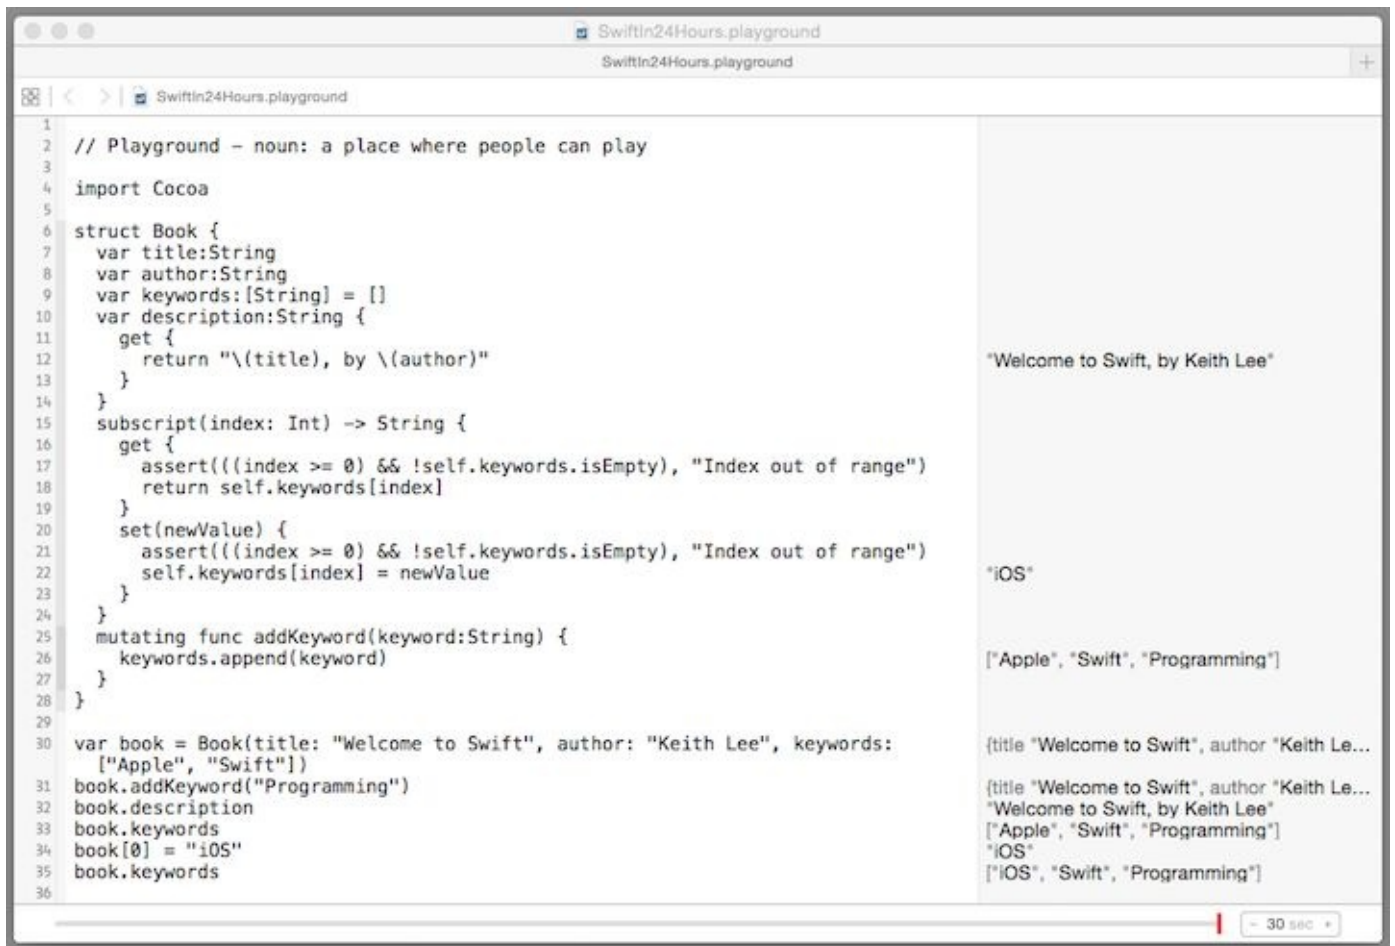 SwiftIn24Hours.playground
SwiftIn24Hours.playground
SwiftIn24Hours.playground
1
2 // Playground – noun: a place where people can play
3
4 import Cocoa
5
6 struct Book {
7 var title:String
8 var author:String
9 var keywords:[String] = []
10 var description:String {
11 get {
12 return "\(title), by \(author)" "Welcome to Swift, by Keith Lee"
13 }
14 }
15 subscript(index: Int) -> String {
16 get {
17 assert(((index >= 0) && !self.keywords.isEmpty), "Index out of range")
18 return self.keywords[index]
19 }
20 set(newValue) {
21 assert(((index >= 0) && !self.keywords.isEmpty), "Index out of range")
22 self.keywords[index] = newValue "iOS"
23 }
24 }
25 mutating func addKeyword(keyword:String) {
26 keywords.append(keyword) ["Apple", "Swift", "Programming"]
27 }
28 }
29
30 var book = Book(title: "Welcome to Swift", author: "Keith Lee", keywords: {title "Welcome to Swift", author "Keith Le...
["Apple", "Swift"])
31 book.addKeyword("Programming") {title "Welcome to Swift", author "Keith Le...
32 book.description "Welcome to Swift, by Keith Lee"
33 book.keywords ["Apple", "Swift", "Programming"]
34 book[0] = "iOS" "iOS"
35 book.keywords ["iOS", "Swift", "Programming"]
36
- 30 sec +